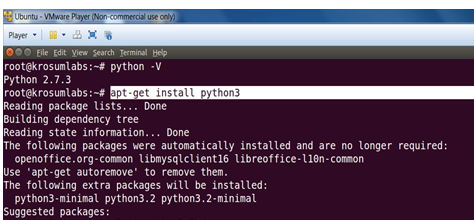 Ubuntu - VMware Player (Non-commercial use only)
Player
File Edit View Search Terminal Help
root@krosumlabs:~# python -V
Python 2.7.3
root@krosumlabs:~# apt-get install python3
Reading package lists... Done
Building dependency tree
Reading state information... Done
The following packages were automatically installed and are no longer required:
openoffice.org-common libmysqlclient16 libreoffice-l10n-common
Use 'apt-get autoremove' to remove them.
The following extra packages will be installed:
python3-minimal python3.2 python3.2-minimal
Suggested packages: